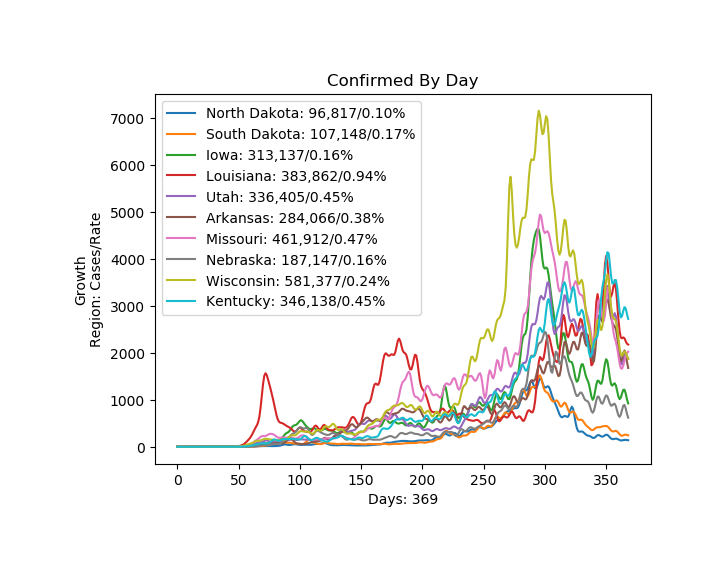 Confirmed By Day
7000
6000
5000
4000
3000
2000
1000
0
Growth
Region: Cases/Rate
North Dakota: 96,817/0.10%
South Dakota: 107,148/0.17%
Iowa: 313,137/0.16%
Louisiana: 383,862/0.94%
Utah: 336,405/0.45%
Arkansas: 284,066/0.38%
Missouri: 461,912/0.47%
Nebraska: 187,147/0.16%
Wisconsin: 581,377/0.24%
Kentucky: 346,138/0.45%
0 50 100 150 200 250 300 350
Days: 369